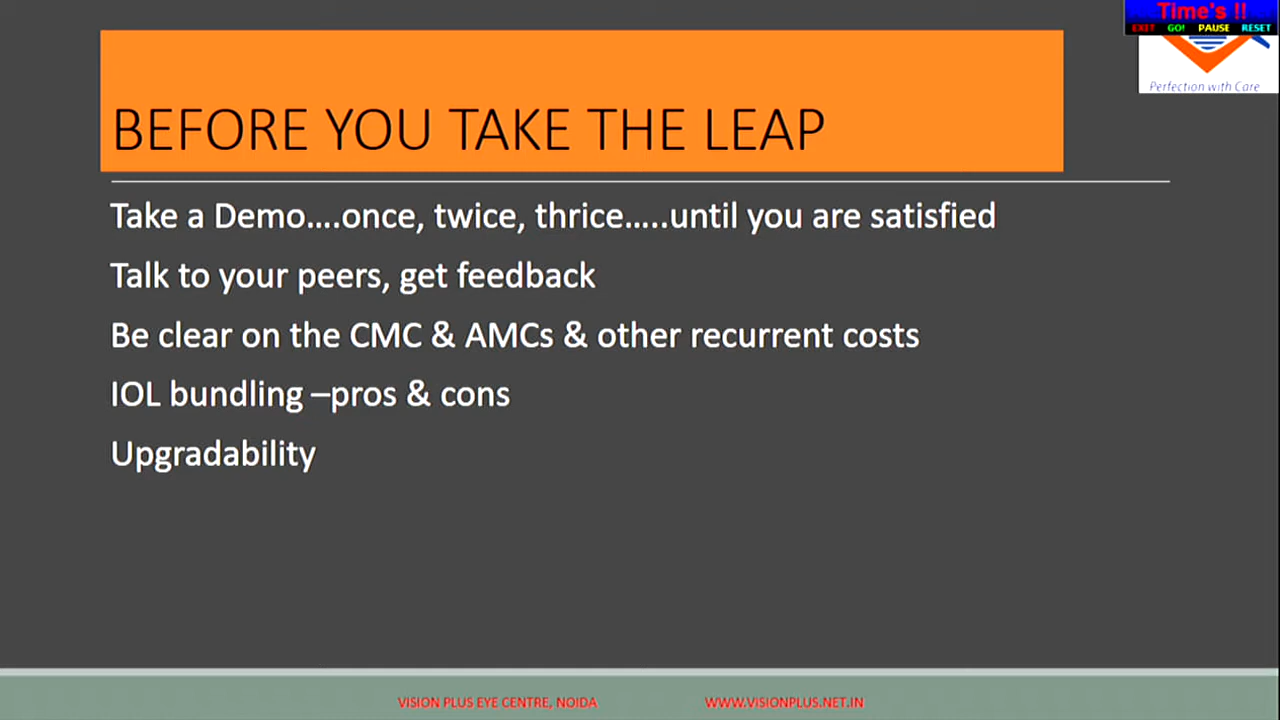 Time's !!
EXIT GO! PAUSE RESET
Perfection with Care
BEFORE YOU TAKE THE LEAP
Take a Demo….once, twice, thrice…..until you are satisfied
Talk to your peers, get feedback
Be clear on the CMC & AMCs & other recurrent costs
IOL bundling –pros & cons
Upgradability
VISION PLUS EYE CENTRE, NOIDA WWW.VISIONPLUS.NET.IN